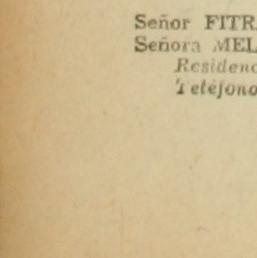 Señor FITR
Señora MEL
Residenc
Teléfono